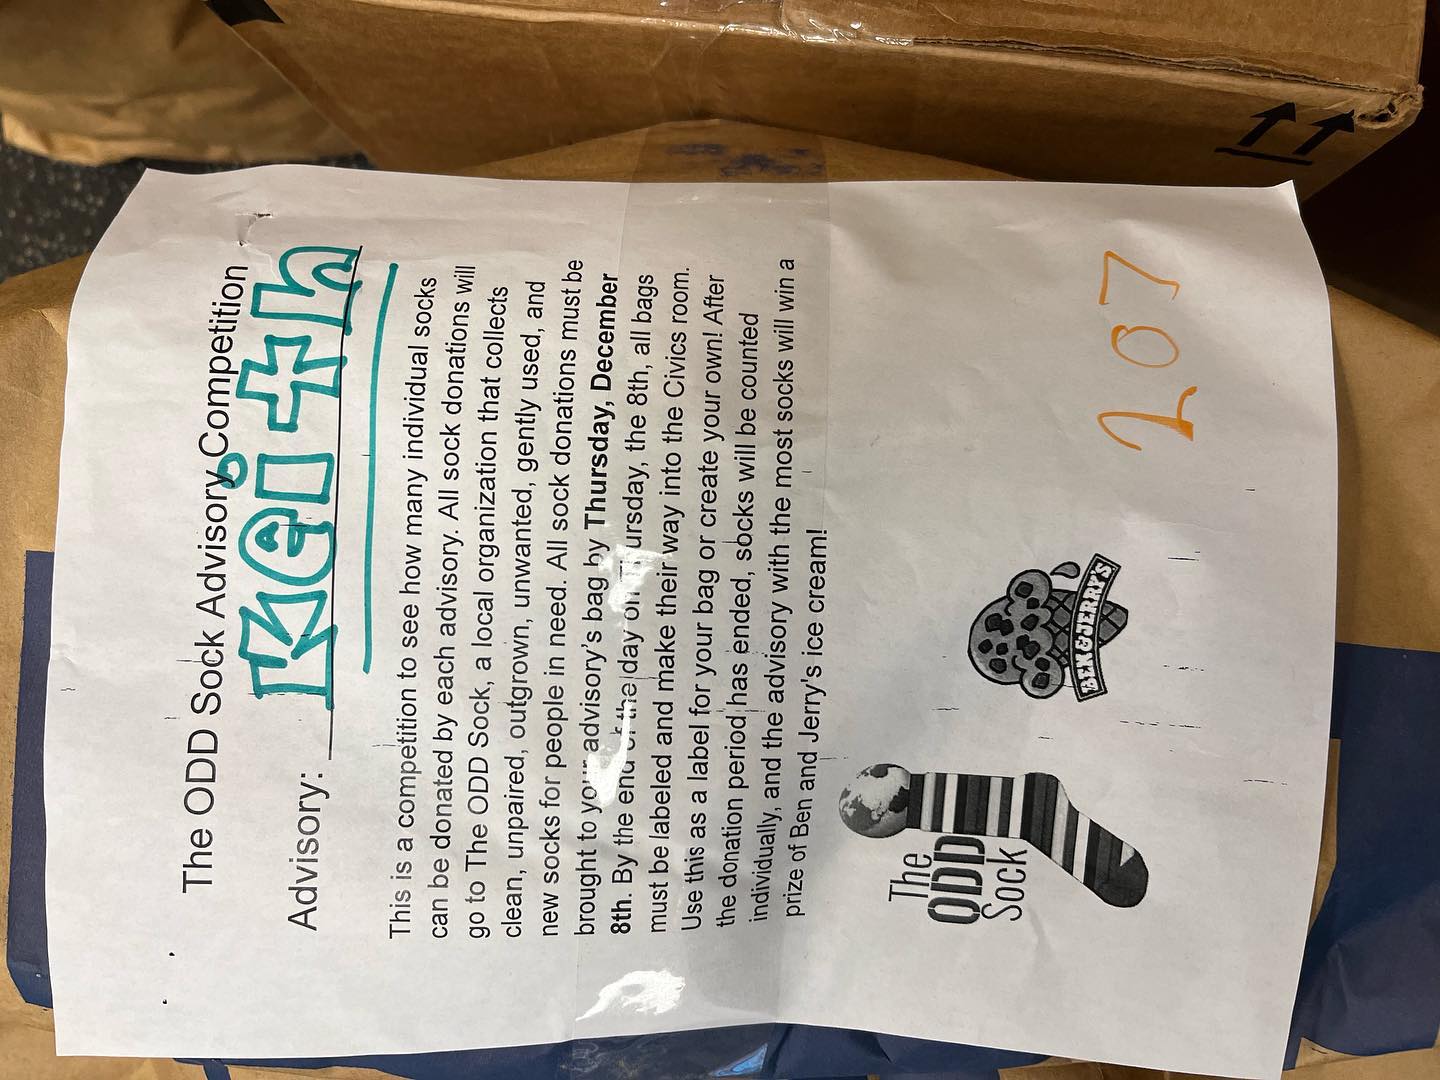 The ODD Sock Advisory Competition
Advisory: Keith
This is a competition to see how many individual socks
can be donated by each advisory. All sock donations will
go to The ODD Sock, a local organization that collects
clean, unpaired, outgrown, unwanted, gently used, and
new socks for people in need. All sock donations must be
brought to your advisory's bag by Thursday, December
8th. By the end of the day on Thursday, the 8th, all bags
must be labeled and make their way into the Civics room.
Use this as a label for your bag or create your own! After
the donation period has ended, socks will be counted
individually, and the advisory with the most socks will win a
prize of Ben and Jerry's ice cream!
The
ODD
Sock
BEN & JERRY'S
207